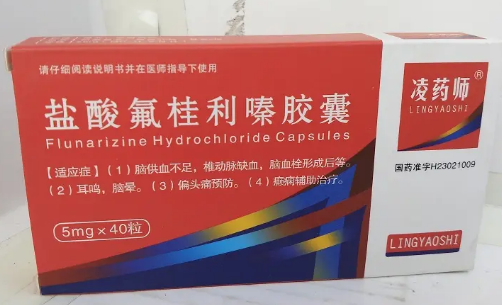 请仔细阅读说明书并在医师指导下使用
盐酸氟桂利嗪胶囊
Flunarizine Hydrochloride Capsules
【适应症】（1）脑供血不足，椎动脉缺血，脑血栓形成后等。
（2）耳鸣，脑晕。（3）偏头痛预防。（4）癫痫辅助治疗。
5mg×40粒
凌药师®
LINGYAOSHI
国药准字H23021009
LINGYAOSHI